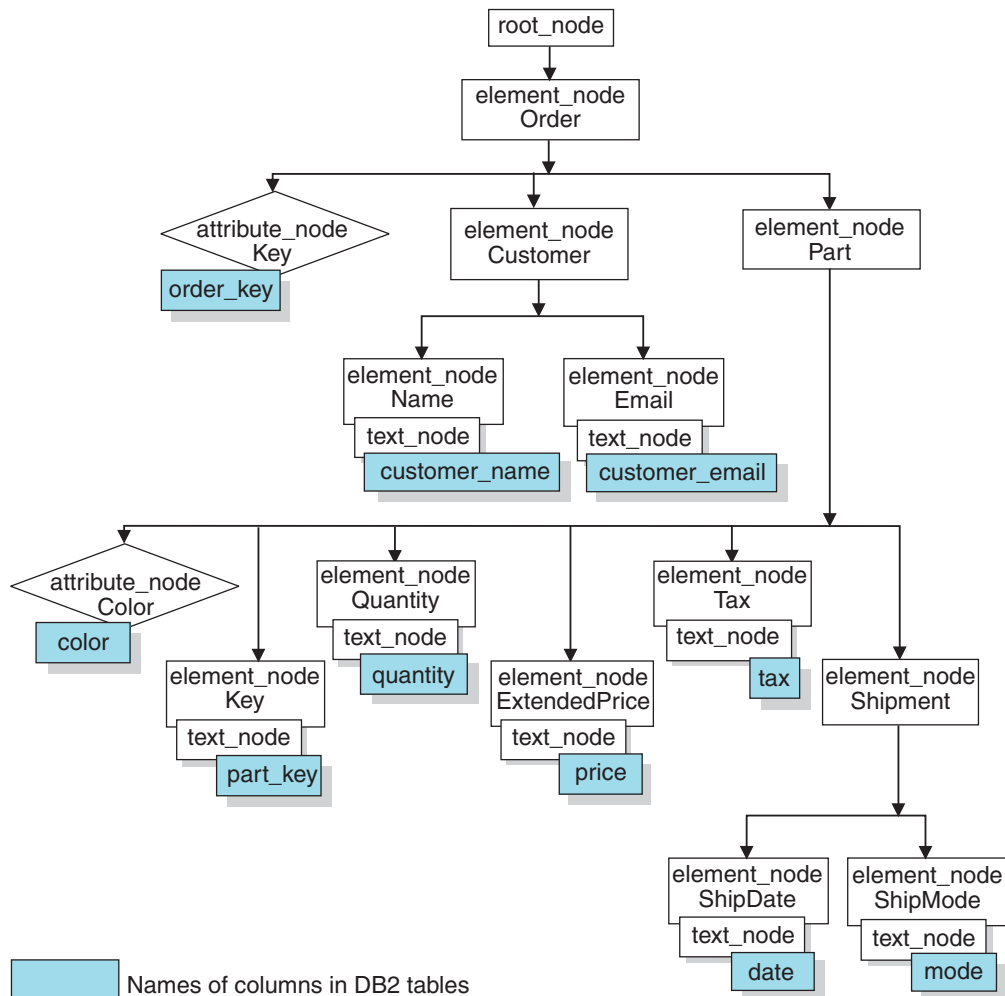 root_node
element_node
Order
attribute_node
Key
order_key
element_node
Customer
element_node
Part
element_node
Name
text_node
customer_name
element_node
Email
text_node
customer_email
attribute_node
Color
color
element_node
Key
text_node
part_key
element_node
Quantity
text_node
quantity
element_node
ExtendedPrice
text_node
price
element_node
Tax
text_node
tax
element_node
Shipment
element_node
ShipDate
text_node
date
element_node
ShipMode
text_node
mode
Names of columns in DB2 tables